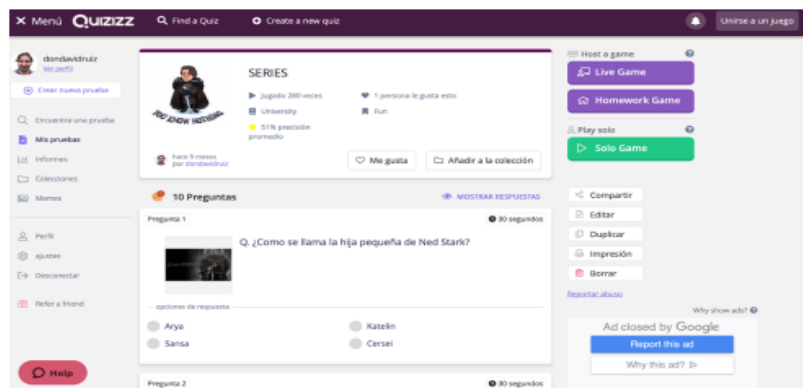 Menú Quizizz Find a Quiz Create a new quiz Unirse a un juego
dondavidruiz
Ver perfil
Crear nueva prueba
Encuentra una prueba
Mis pruebas
Informes
Colecciones
Memes
Perfil
ajustes
Desconectar
Refer a friend
Help
YOU KNOW NOTHING
SERIES
Jugado 280 veces
1 persona le gusta esto
University
Fun
51% precisión
promedio
hace 9 meses
por dondavidruiz
Me gusta
Añadir a la colección
10 Preguntas
MOSTRAR RESPUESTAS
Pregunta 1
30 segundos
Q. ¿Como se llama la hija pequeña de Ned Stark?
opciones de respuesta
Arya
Katelin
Sansa
Cersei
Pregunta 2
30 segundos
Host a game
Live Game
Homework Game
Play solo
Solo Game
Compartir
Editar
Duplicar
Impresión
Borrar
Reportar abuso
Why show ads?
Ad closed by Google
Report this ad
Why this ad?